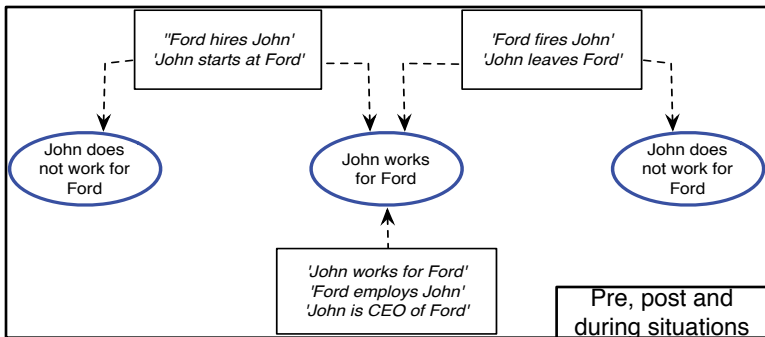 "Ford hires John'
'John starts at Ford'
'Ford fires John'
'John leaves Ford'
John does
not work for
Ford
John works
for Ford
John does
not work for
Ford
'John works for Ford'
'Ford employs John'
'John is CEO of Ford'
Pre, post and
during situations